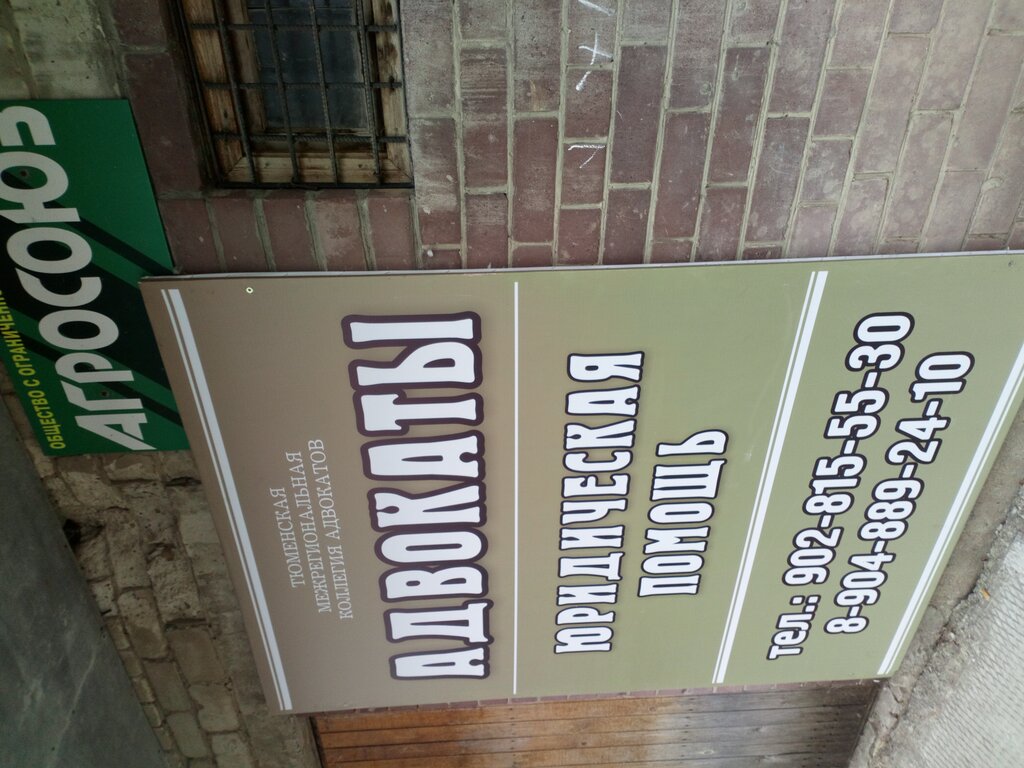 ОБЩЕСТВО С
АГРОСОЮЗ
ТЮМЕНСКАЯ
МЕЖРЕГИОНАЛЬНАЯ
КОЛЛЕГИЯ АДВОКАТОВ
АДВОКАТЫ
ЮРИДИЧЕСКАЯ
ПОМОЩЬ
тел.: 902-815-55-30
8-904-889-24-10